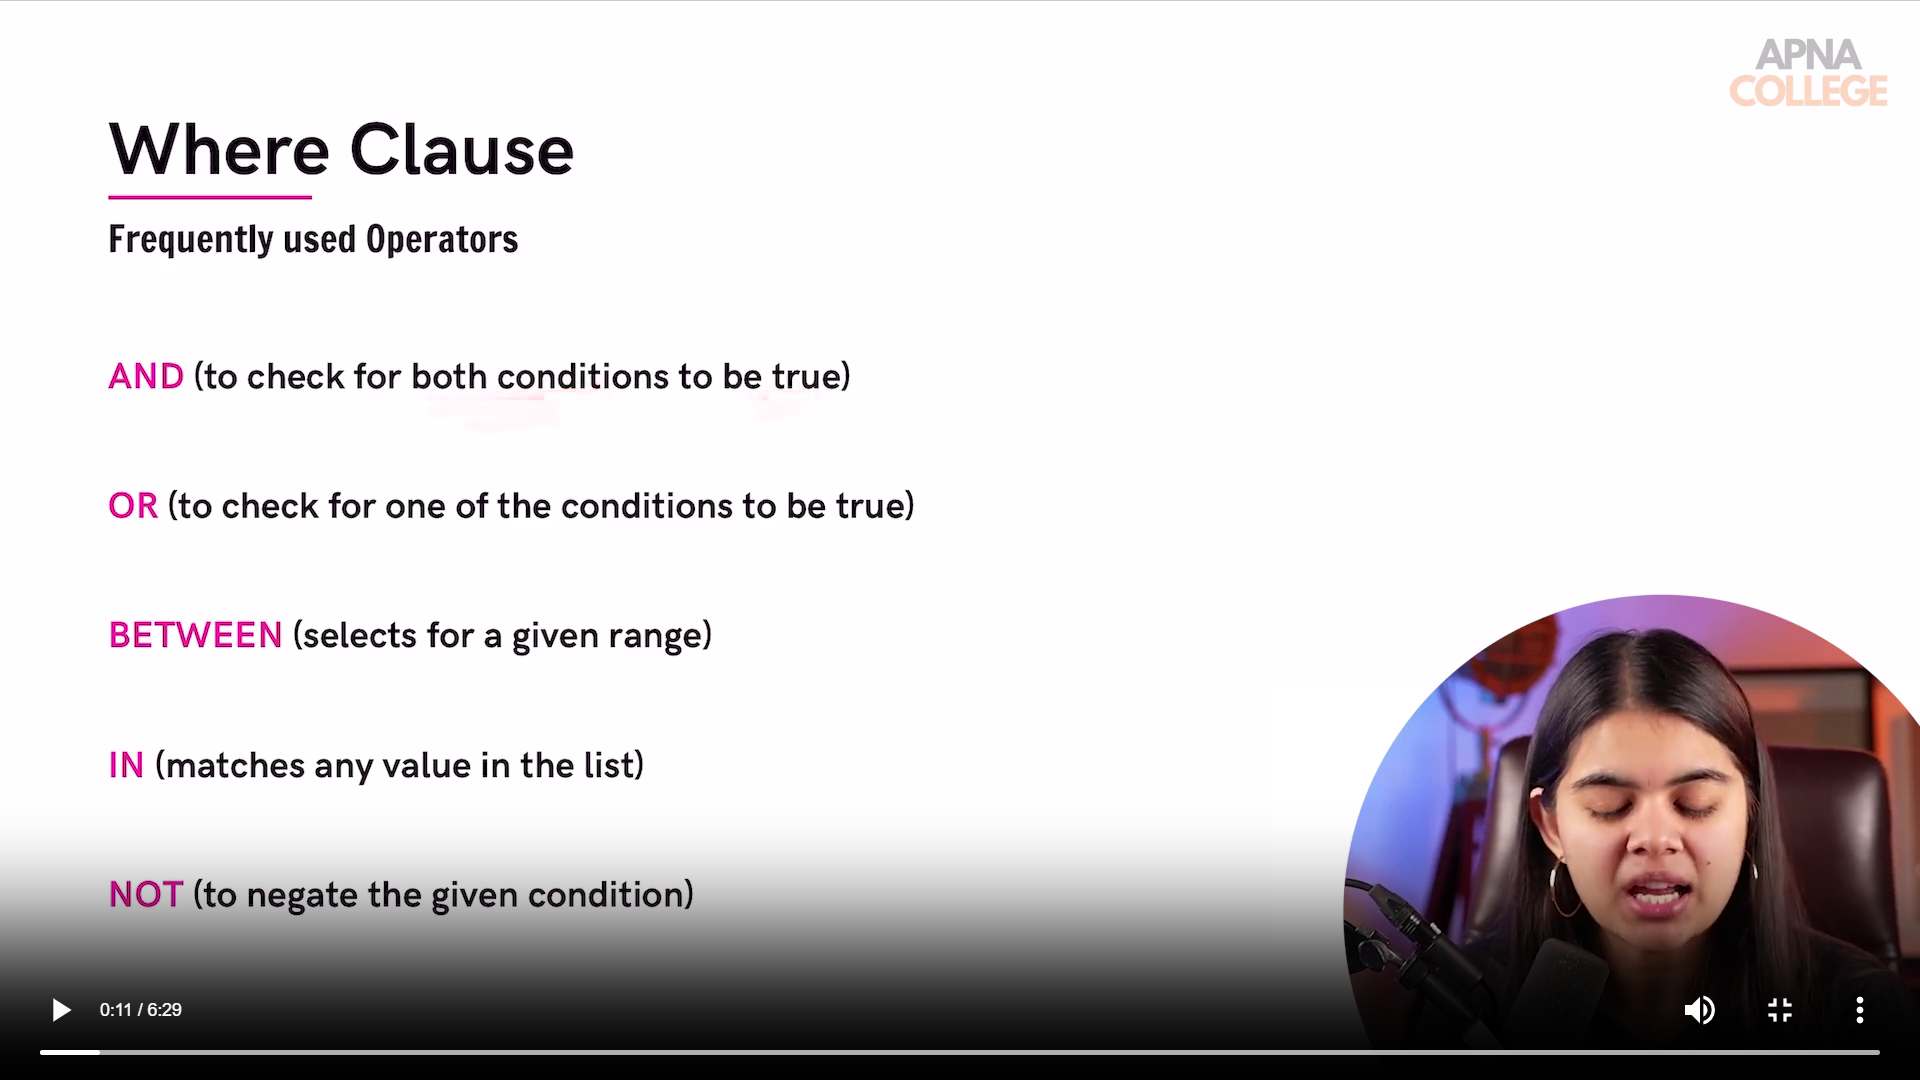 APNA
COLLEGE
Where Clause
Frequently used Operators
AND (to check for both conditions to be true)
OR (to check for one of the conditions to be true)
BETWEEN (selects for a given range)
IN (matches any value in the list)
NOT (to negate the given condition)
0:11 / 6:29